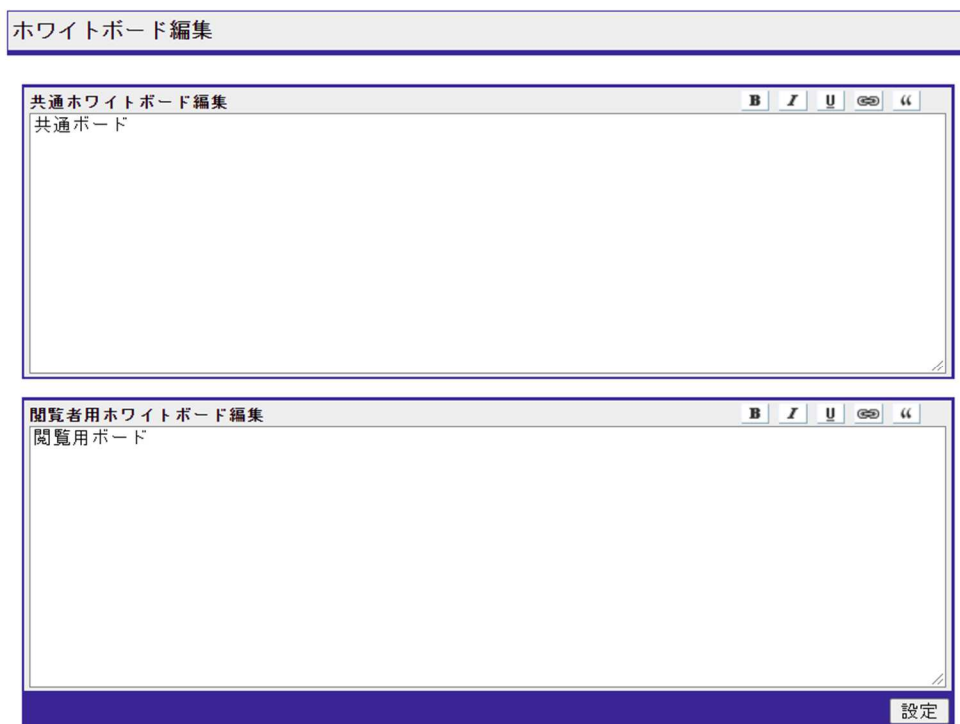 ホワイトボード編集
共通ホワイトボード編集
B I U “
共通ボード
閲覧者用ホワイトボード編集
B I U “
閲覧用ボード
設定